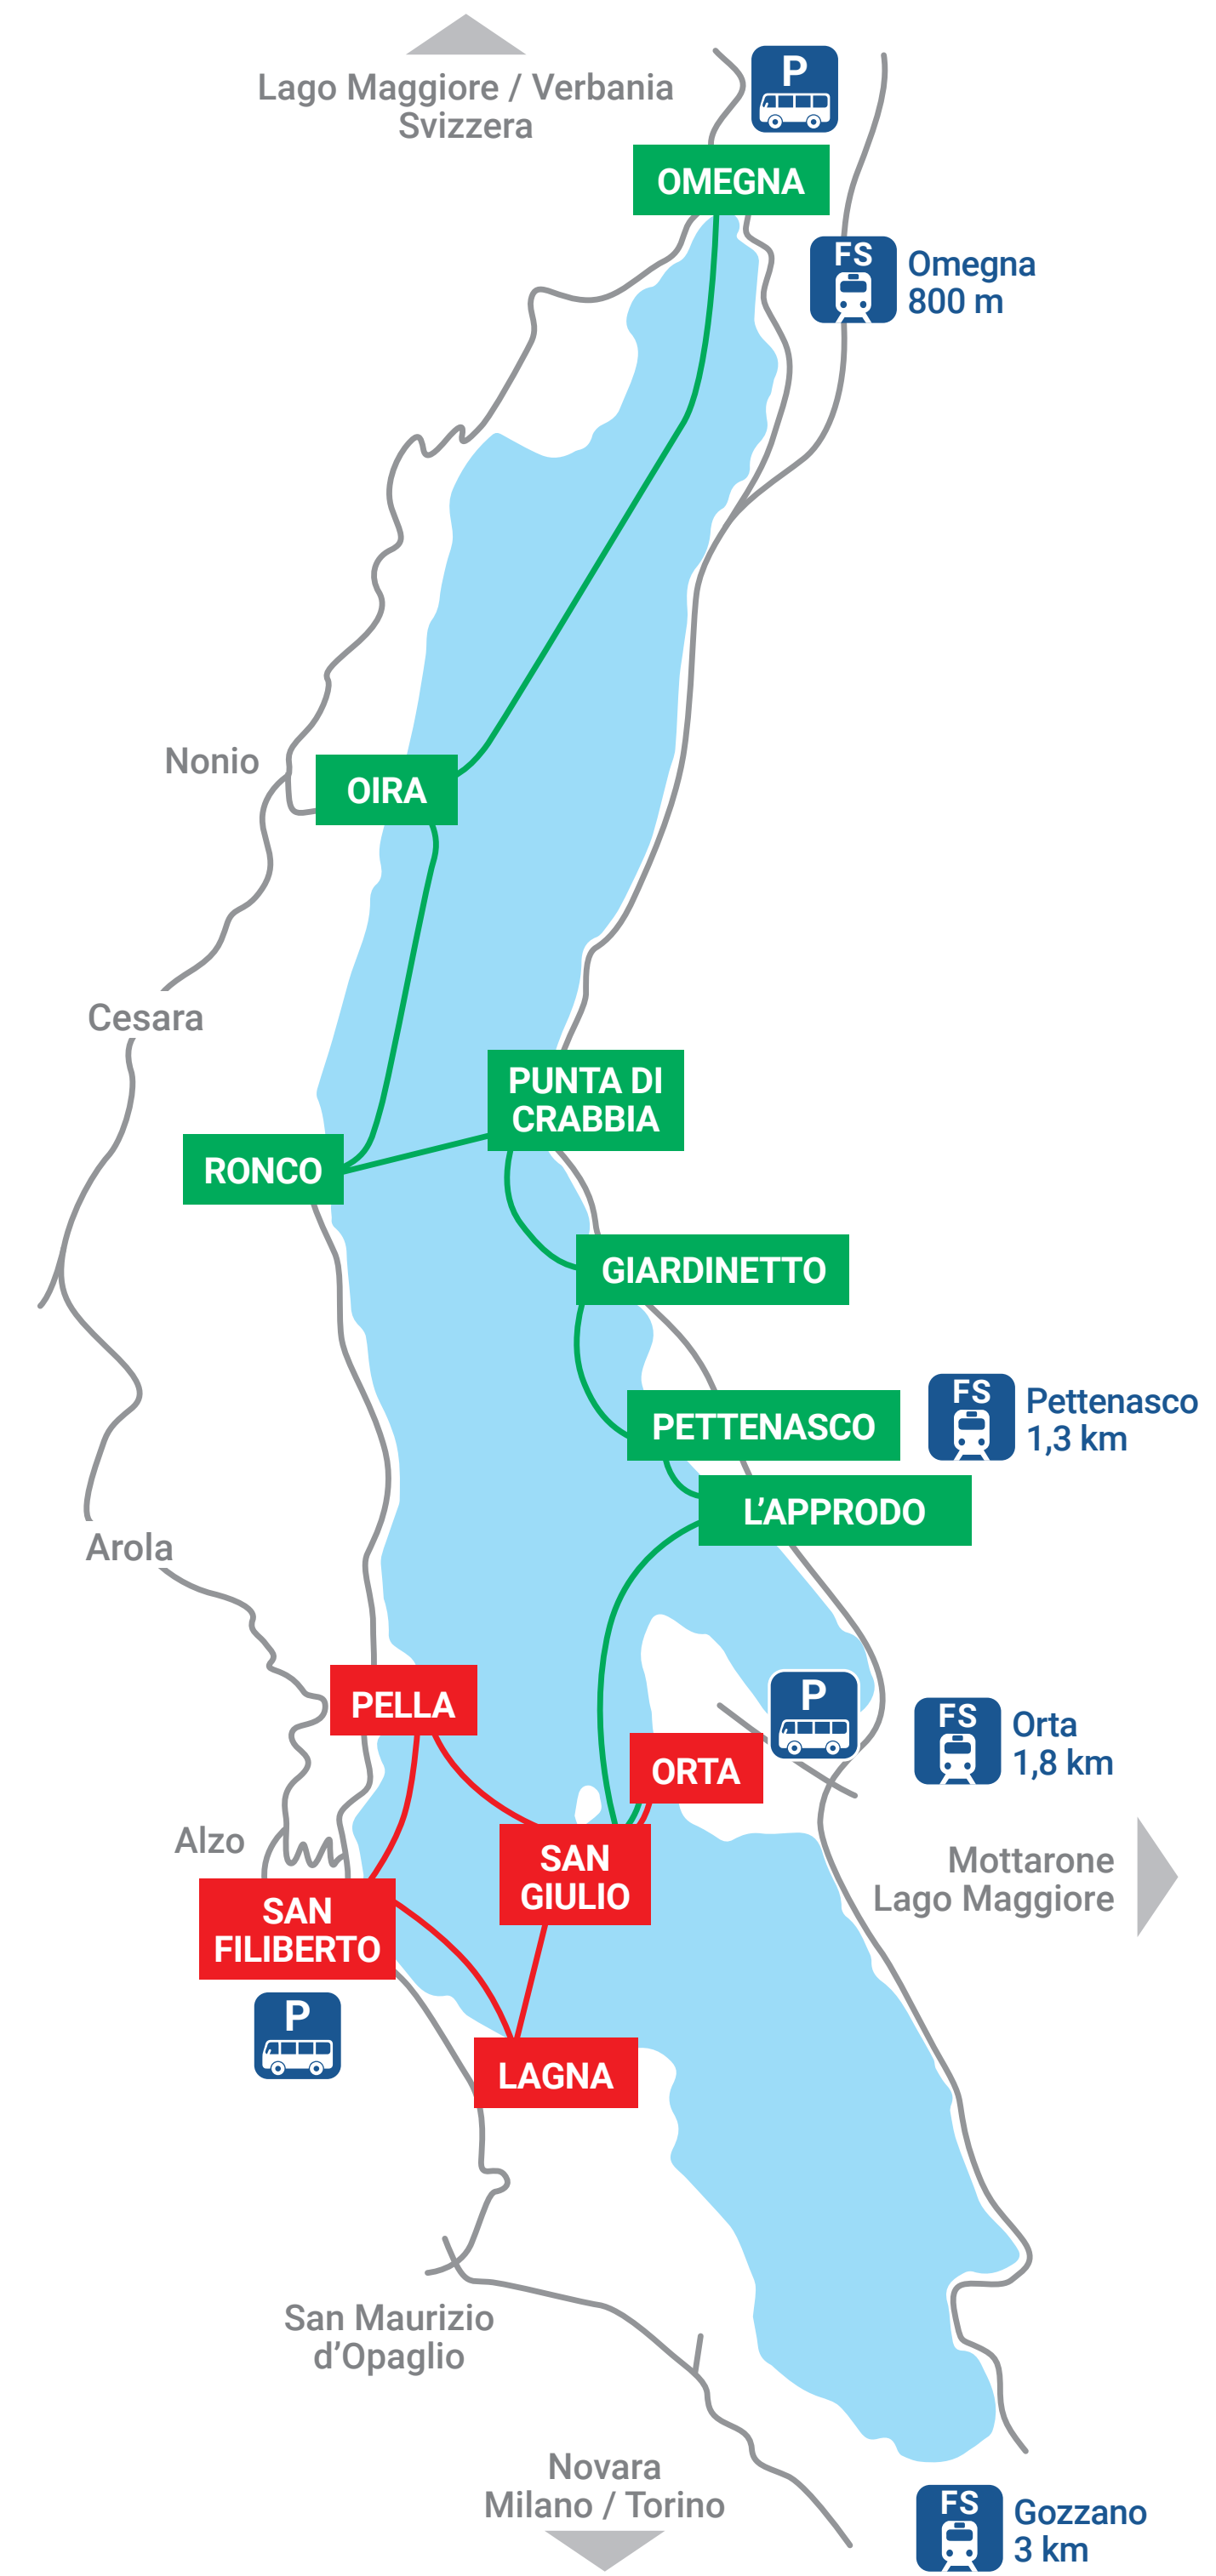 Lago Maggiore / Verbania
Svizzera
P
OMEGNA
FS
Omegna
800 m
Nonio
OIRA
Cesara
PUNTA DI
CRABBIA
RONCO
GIARDINETTO
PETTENASCO
FS
Pettenasco
1,3 km
L'APPRODO
Arola
PELLA
P
ORTA
FS
Orta
1,8 km
Alzo
SAN
GIULIO
Mottarone
Lago Maggiore
SAN
FILIBERTO
P
LAGNA
San Maurizio
d'Opaglio
Novara
Milano / Torino
FS
Gozzano
3 km